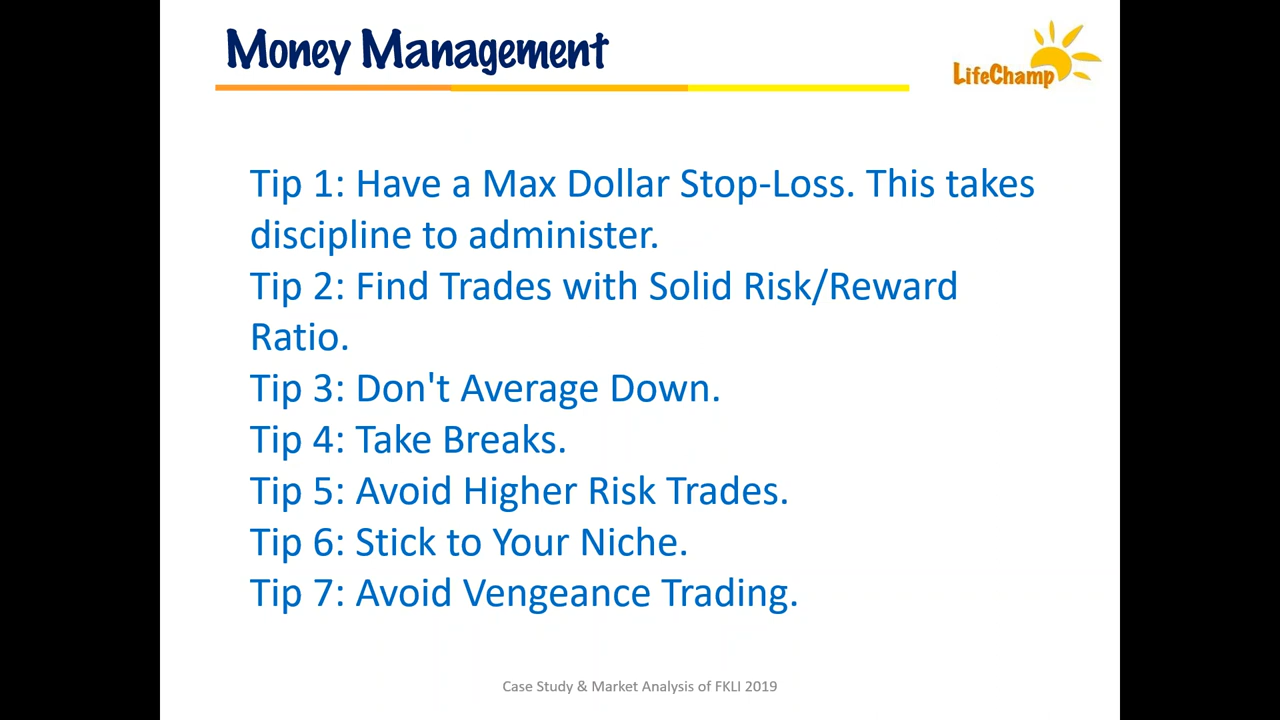 Money Management
LifeChamp
Tip 1: Have a Max Dollar Stop-Loss. This takes
discipline to administer.
Tip 2: Find Trades with Solid Risk/Reward
Ratio.
Tip 3: Don't Average Down.
Tip 4: Take Breaks.
Tip 5: Avoid Higher Risk Trades.
Tip 6: Stick to Your Niche.
Tip 7: Avoid Vengeance Trading.
Case Study & Market Analysis of FKLI 2019